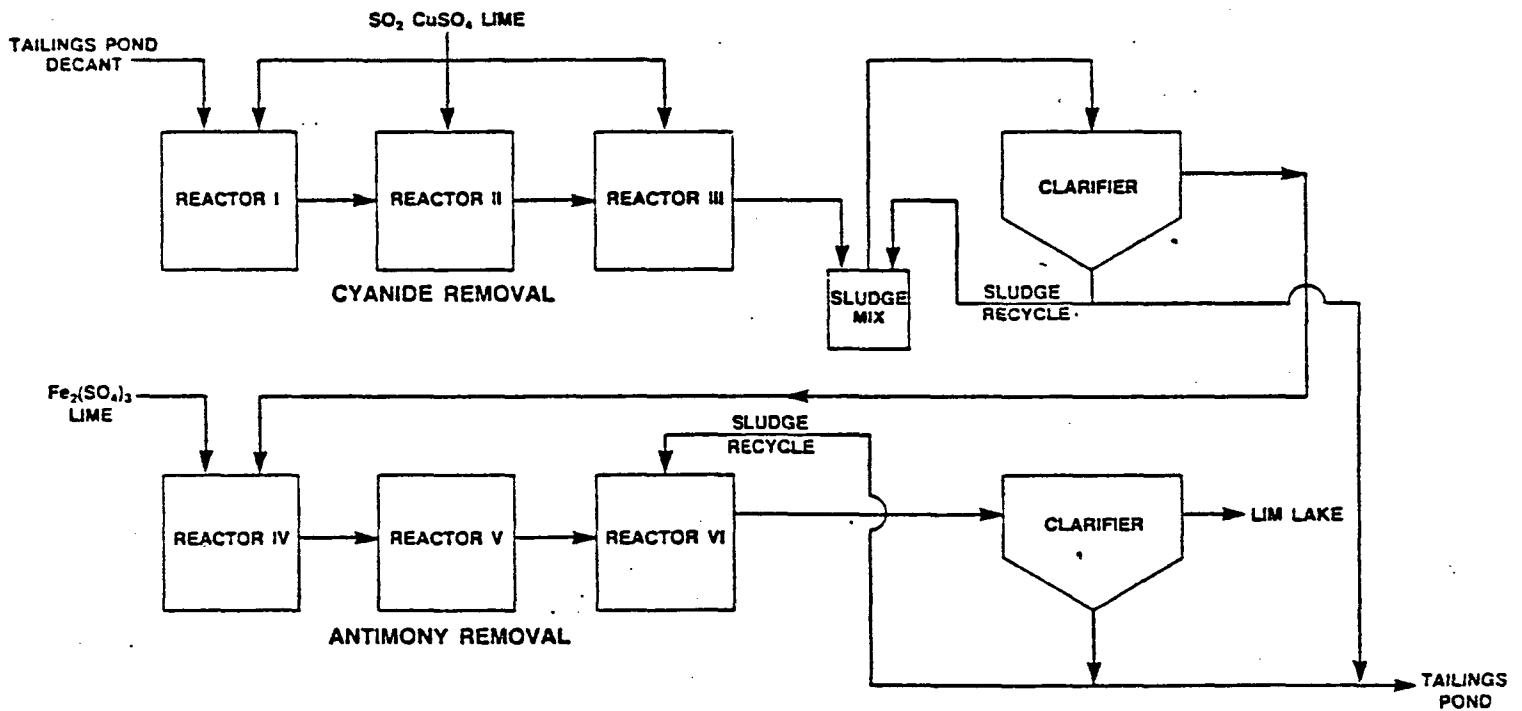 SO₂ CuSO₄ LIME
TAILINGS POND
DECANT
REACTOR I
REACTOR II
REACTOR III
CLARIFIER
CYANIDE REMOVAL
SLUDGE
MIX
SLUDGE
RECYCLE
Fe₂(SO₄)₃
LIME
SLUDGE
RECYCLE
REACTOR IV
REACTOR V
REACTOR VI
CLARIFIER
LIM LAKE
ANTIMONY REMOVAL
TAILINGS
POND